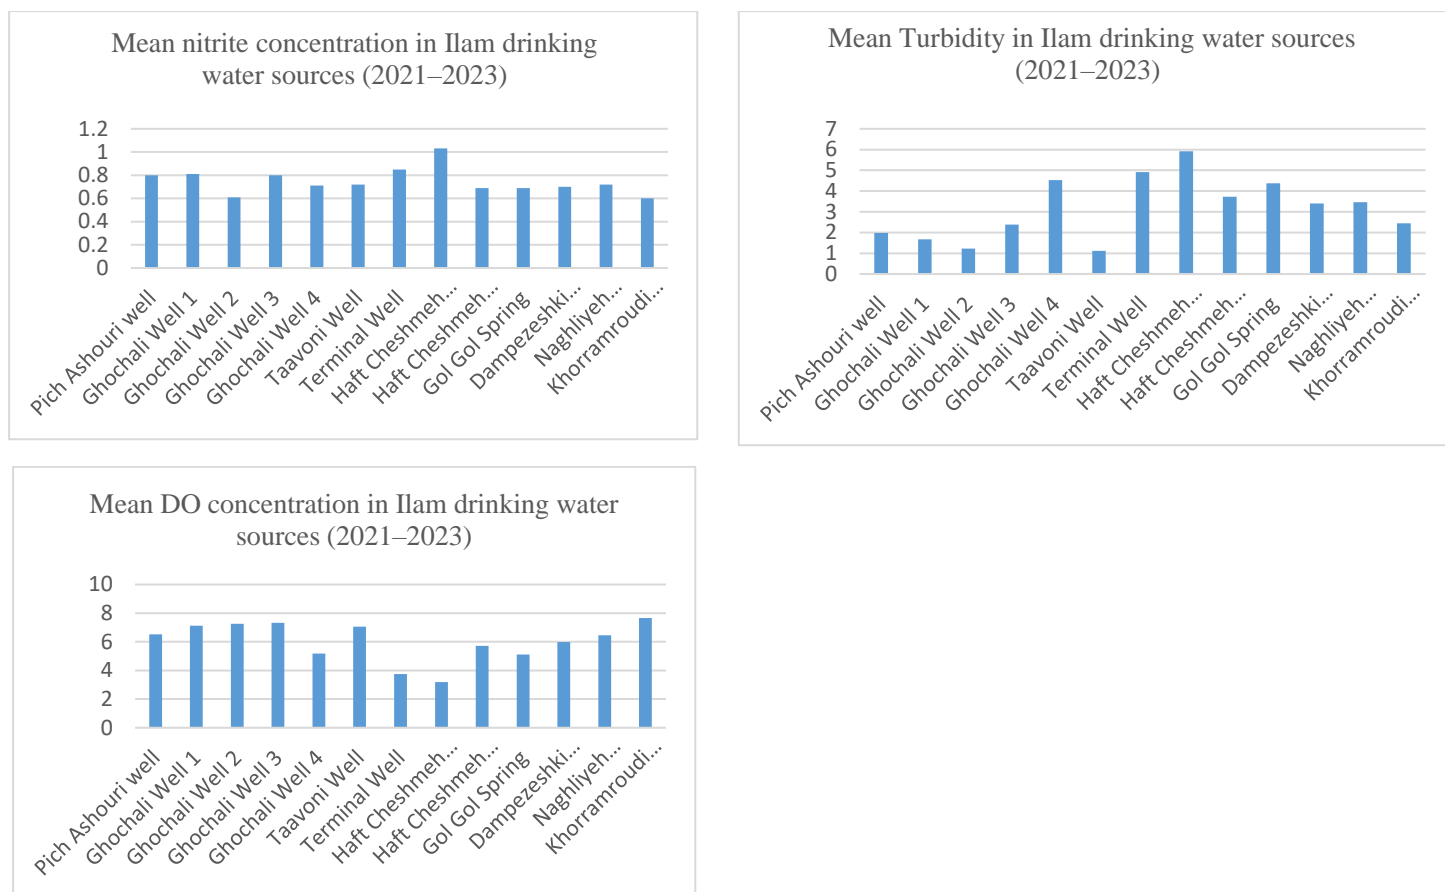 Mean nitrite concentration in Ilam drinking
water sources (2021–2023)
1.2
1
0.8
0.6
0.4
0.2
0
Pich Ashouri well
Ghochali Well 1
Ghochali Well 2
Ghochali Well 3
Ghochali Well 4
Taavoni Well
Terminal Well
Haft Cheshmeh…
Haft Cheshmeh…
Gol Gol Spring
Dampezeshki…
Naghliyeh…
Khorramroudi…
Mean Turbidity in Ilam drinking water sources
(2021–2023)
7
6
5
4
3
2
1
0
Pich Ashouri well
Ghochali Well 1
Ghochali Well 2
Ghochali Well 3
Ghochali Well 4
Taavoni Well
Terminal Well
Haft Cheshmeh…
Haft Cheshmeh…
Gol Gol Spring
Dampezeshki…
Naghliyeh…
Khorramroudi…
Mean DO concentration in Ilam drinking water
sources (2021–2023)
10
8
6
4
2
0
Pich Ashouri well
Ghochali Well 1
Ghochali Well 2
Ghochali Well 3
Ghochali Well 4
Taavoni Well
Terminal Well
Haft Cheshmeh…
Haft Cheshmeh…
Gol Gol Spring
Dampezeshki…
Naghliyeh…
Khorramroudi…